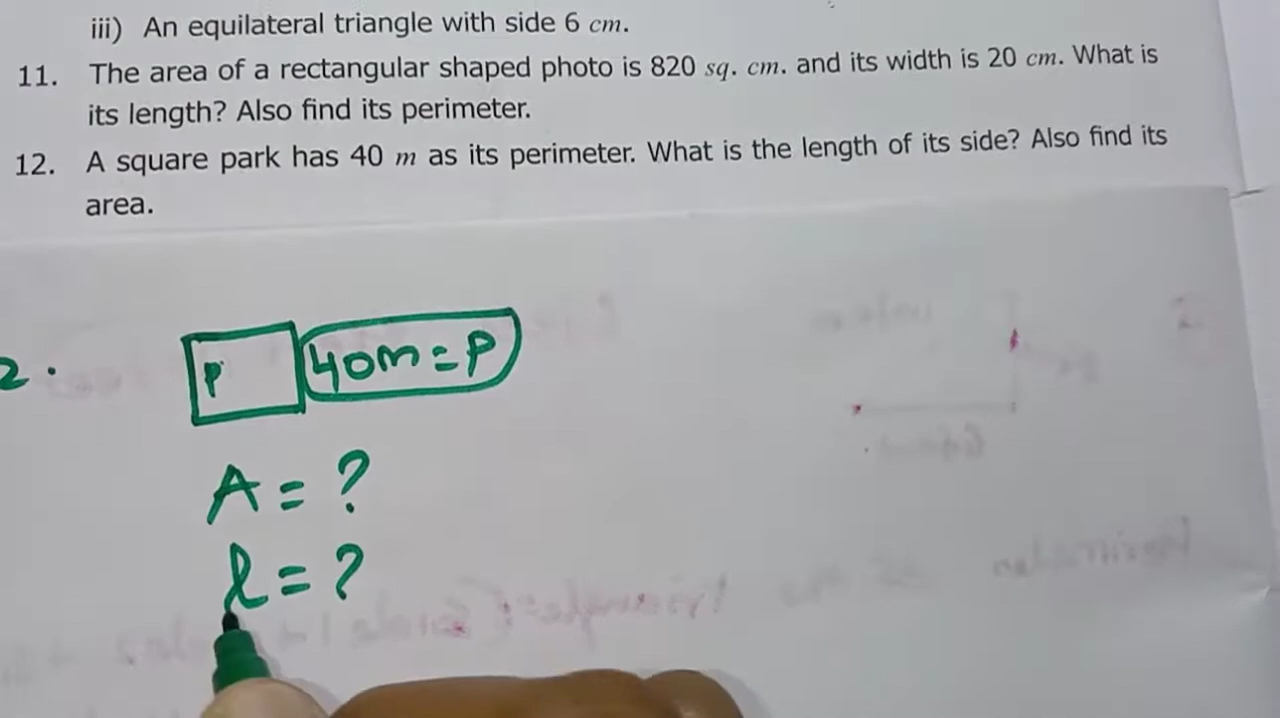 iii) An equilateral triangle with side 6 cm.
11. The area of a rectangular shaped photo is 820 sq. cm. and its width is 20 cm. What is
its length? Also find its perimeter.
12. A square park has 40 m as its perimeter. What is the length of its side? Also find its
area.
2. P 40m=P
A = ?
l = ?